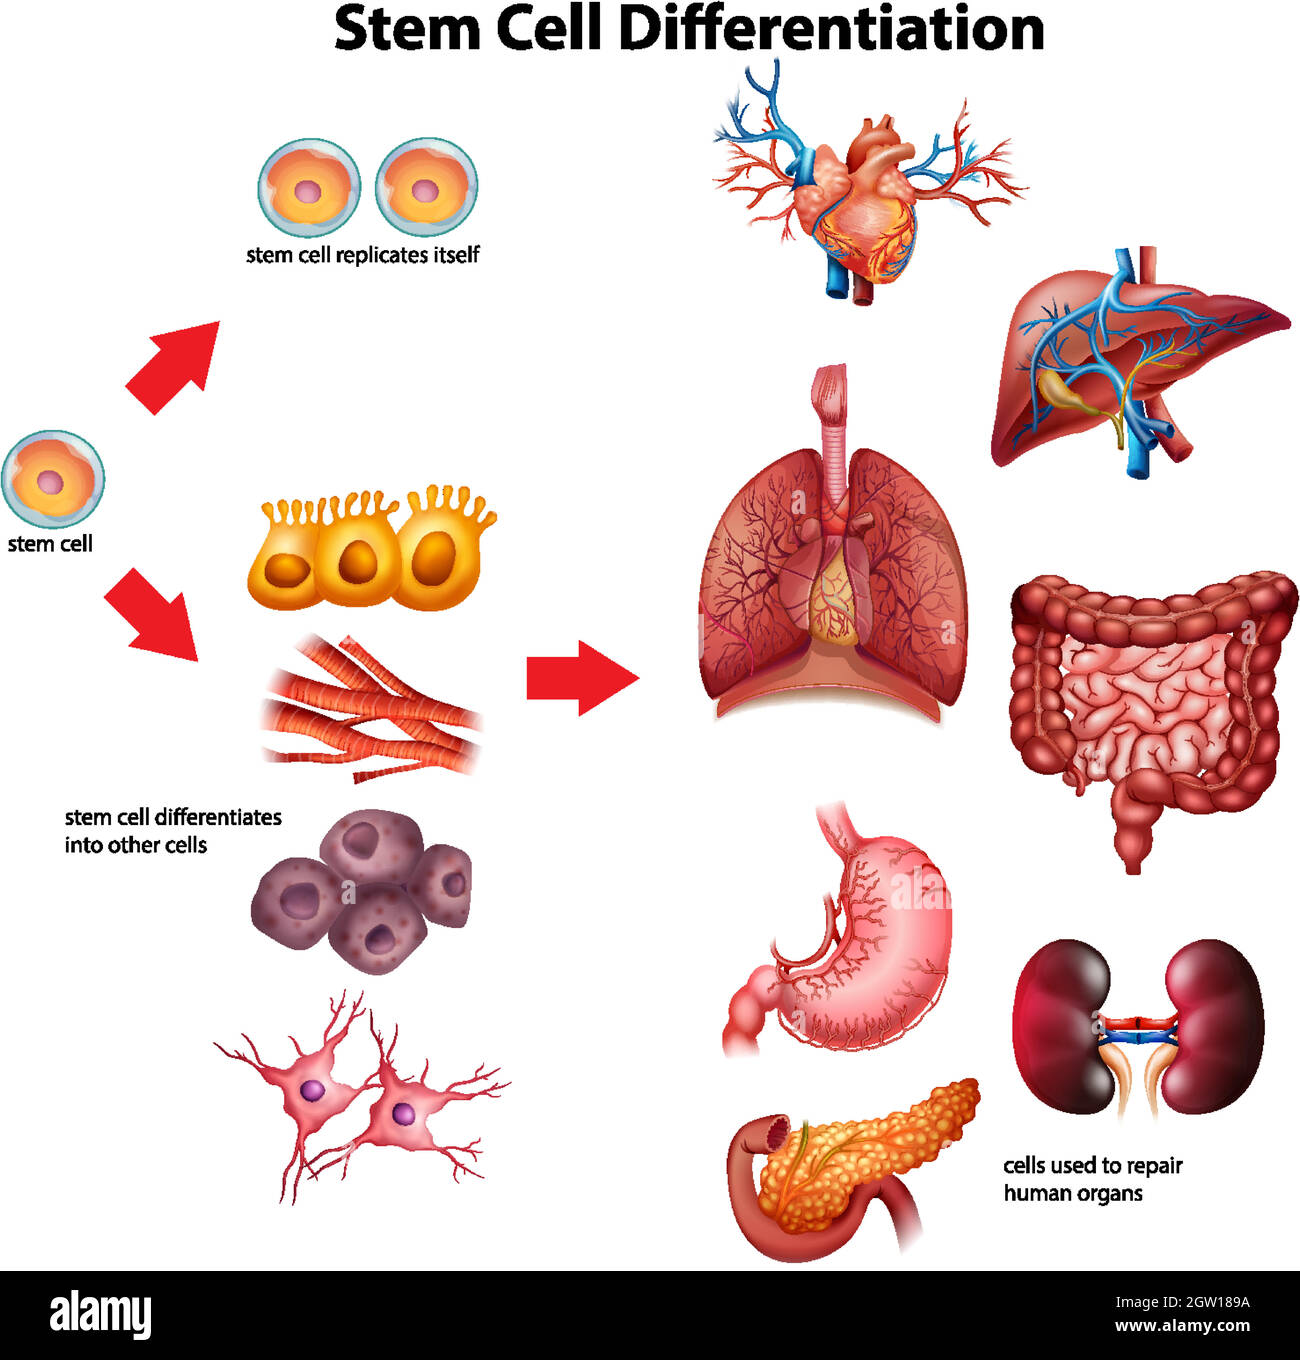 Stem Cell Differentiation
stem cell replicates itself
stem cell
stem cell differentiates
into other cells
cells used to repair
human organs
a
a
a
a
a
alamy
a
alamy
Image ID: 2GW189A
www.alamy.com